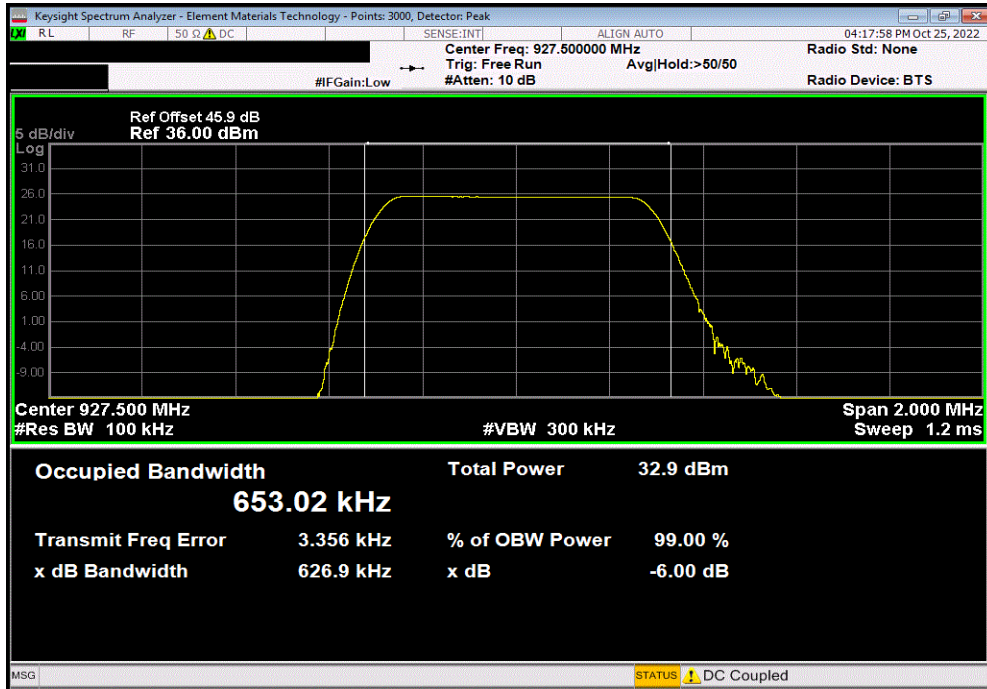 Keysight Spectrum Analyzer - Element Materials Technology - Points: 3000, Detector: Peak
LXI RL RF 50 Ω DC SENSE:INT ALIGN AUTO 04:17:58 PM Oct 25, 2022
Center Freq: 927.500000 MHz Radio Std: None
Trig: Free Run Avg|Hold:>50/50
#IFGain:Low #Atten: 10 dB Radio Device: BTS
Ref Offset 45.9 dB
5 dB/div Ref 36.00 dBm
Log
31.0
26.0
21.0
16.0
11.0
6.00
1.00
-4.00
-9.00
Center 927.500 MHz Span 2.000 MHz
#Res BW 100 kHz #VBW 300 kHz Sweep 1.2 ms
Occupied Bandwidth Total Power 32.9 dBm
653.02 kHz
Transmit Freq Error 3.356 kHz % of OBW Power 99.00 %
x dB Bandwidth 626.9 kHz x dB -6.00 dB
MSG STATUS DC Coupled